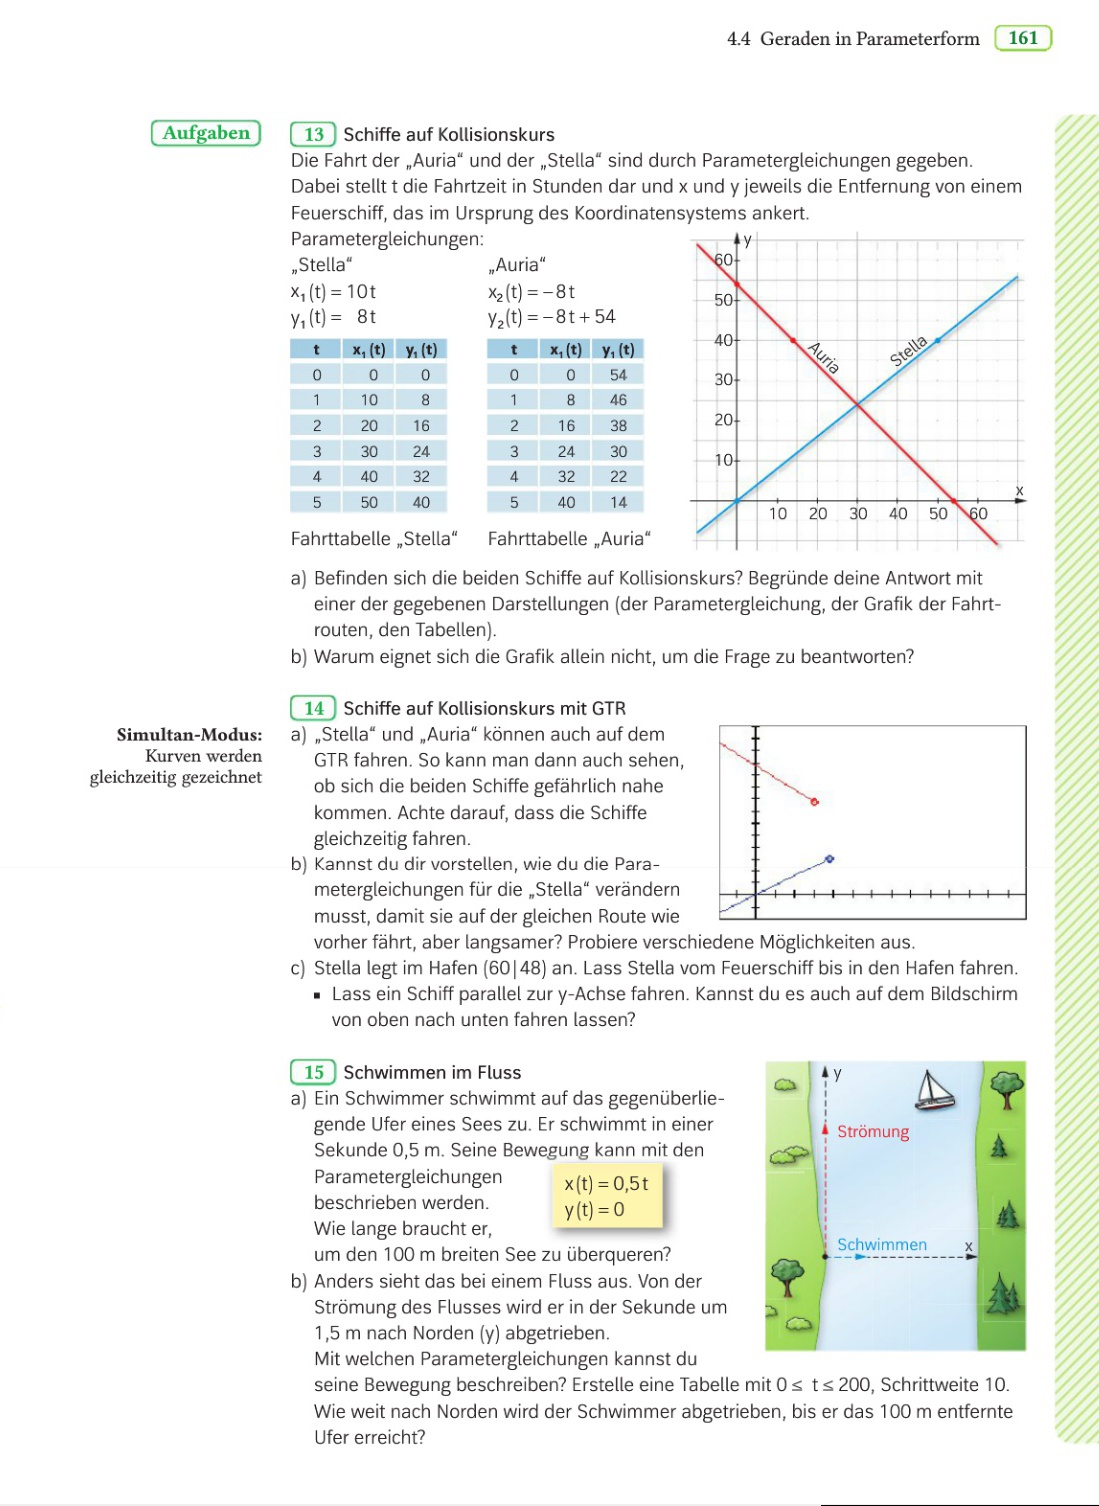 4.4 Geraden in Parameterform 161
Aufgaben
13 Schiffe auf Kollisionskurs
Die Fahrt der „Auria“ und der „Stella“ sind durch Parametergleichungen gegeben.
Dabei stellt t die Fahrtzeit in Stunden dar und x und y jeweils die Entfernung von einem
Feuerschiff, das im Ursprung des Koordinatensystems ankert.
Parametergleichungen:
„Stella“ „Auria“
x₁(t) = 10t x₂(t) = −8t
y₁(t) = 8t y₂(t) = −8t + 54
t x₁(t) y₁(t) t x₁(t) y₁(t)
0 0 0 0 0 54
1 10 8 1 8 46
2 20 16 2 16 38
3 30 24 3 24 30
4 40 32 4 32 22
5 50 40 5 40 14
Fahrttabelle „Stella“ Fahrttabelle „Auria“
y
60
50
40
30
20
10
Auria
Stella
x
10 20 30 40 50 60
a) Befinden sich die beiden Schiffe auf Kollisionskurs? Begründe deine Antwort mit
einer der gegebenen Darstellungen (der Parametergleichung, der Grafik der Fahrt-
routen, den Tabellen).
b) Warum eignet sich die Grafik allein nicht, um die Frage zu beantworten?
14 Schiffe auf Kollisionskurs mit GTR
Simultan-Modus:
Kurven werden
gleichzeitig gezeichnet
a) „Stella“ und „Auria“ können auch auf dem
GTR fahren. So kann man dann auch sehen,
ob sich die beiden Schiffe gefährlich nahe
kommen. Achte darauf, dass die Schiffe
gleichzeitig fahren.
b) Kannst du dir vorstellen, wie du die Para-
metergleichungen für die „Stella“ verändern
musst, damit sie auf der gleichen Route wie
vorher fährt, aber langsamer? Probiere verschiedene Möglichkeiten aus.
c) Stella legt im Hafen (60|48) an. Lass Stella vom Feuerschiff bis in den Hafen fahren.
▪ Lass ein Schiff parallel zur y-Achse fahren. Kannst du es auch auf dem Bildschirm
von oben nach unten fahren lassen?
15 Schwimmen im Fluss
a) Ein Schwimmer schwimmt auf das gegenüberlie-
gende Ufer eines Sees zu. Er schwimmt in einer
Sekunde 0,5 m. Seine Bewegung kann mit den
Parametergleichungen
beschrieben werden.
x(t) = 0,5t
y(t) = 0
Wie lange braucht er,
um den 100 m breiten See zu überqueren?
b) Anders sieht das bei einem Fluss aus. Von der
Strömung des Flusses wird er in der Sekunde um
1,5 m nach Norden (y) abgetrieben.
Mit welchen Parametergleichungen kannst du
seine Bewegung beschreiben? Erstelle eine Tabelle mit 0 ≤ t ≤ 200, Schrittweite 10.
Wie weit nach Norden wird der Schwimmer abgetrieben, bis er das 100 m entfernte
Ufer erreicht?
y
Strömung
Schwimmen
x